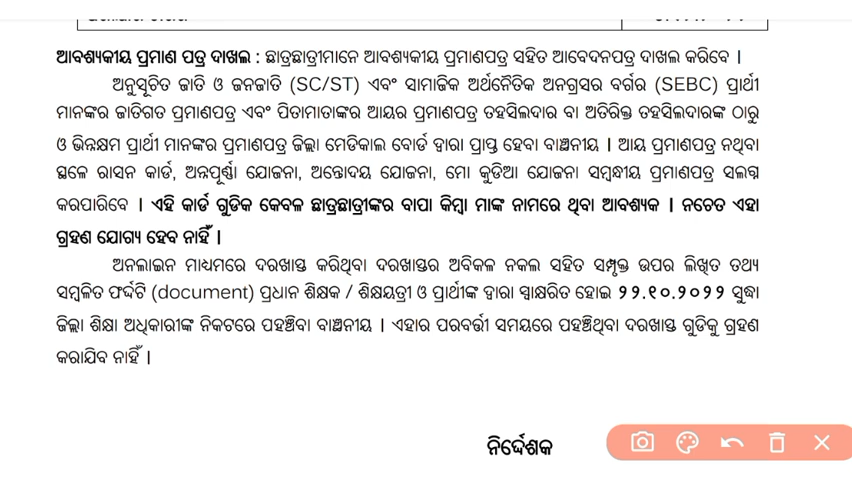 ଆବଶ୍ୟକୀୟ ପ୍ରମାଣ ପତ୍ର ଦାଖଲ : ଛାତ୍ରଛାତ୍ରୀମାନେ ଆବଶ୍ୟକୀୟ ପ୍ରମାଣପତ୍ର ସହିତ ଆବେଦନପତ୍ର ଦାଖଲ କରିବେ ।
ଅନୁସୂଚିତ ଜାତି ଓ ଜନଜାତି (SC/ST) ଏବଂ ସାମାଜିକ ଅର୍ଥନୈତିକ ଅନଗ୍ରସର ବର୍ଗର (SEBC) ପ୍ରାର୍ଥୀ
ମାନଙ୍କର ଜାତିଗତ ପ୍ରମାଣପତ୍ର ଏବଂ ପିତାମାତାଙ୍କର ଆୟର ପ୍ରମାଣପତ୍ର ତହସିଲଦାର ବା ଅତିରିକ୍ତ ତହସିଲଦାରଙ୍କ ଠାରୁ
ଓ ଭିନ୍ନକ୍ଷମ ପ୍ରାର୍ଥୀ ମାନଙ୍କର ପ୍ରମାଣପତ୍ର ଜିଲ୍ଲା ମେଡିକାଲ ବୋର୍ଡ ଦ୍ୱାରା ପ୍ରାପ୍ତ ହେବା ବାଞ୍ଚନୀୟ । ଆୟ ପ୍ରମାଣପତ୍ର ନଥିବା
ସ୍ଥଳେ ରାସନ କାର୍ଡ, ଅନ୍ନପୂର୍ଣ୍ଣା ଯୋଜନା, ଅନ୍ତୋଦୟ ଯୋଜନା, ମୋ କୁଡିଆ ଯୋଜନା ସମ୍ବନ୍ଧୀୟ ପ୍ରମାଣପତ୍ର ସଲଗ୍ନ
କରପାରିବେ । ଏହି କାର୍ଡ ଗୁଡିକ କେବଳ ଛାତ୍ରଛାତ୍ରୀଙ୍କର ବାପା କିମ୍ବା ମାଙ୍କ ନାମରେ ଥିବା ଆବଶ୍ୟକ । ନଚେତ ଏହା
ଗ୍ରହଣ ଯୋଗ୍ୟ ହେବ ନାହିଁ ।
ଅନଲାଇନ ମାଧ୍ୟମରେ ଦରଖାସ୍ତ କରିଥିବା ଦରଖାସ୍ତର ଅବିକଳ ନକଲ ସହିତ ସମ୍ପୃକ୍ତ ଉପର ଲିଖିତ ତଥ୍ୟ
ସମ୍ବଳିତ ଫର୍ଦ୍ଦଟି (document) ପ୍ରଧାନ ଶିକ୍ଷକ / ଶିକ୍ଷୟତ୍ରୀ ଓ ପ୍ରାର୍ଥୀଙ୍କ ଦ୍ୱାରା ସ୍ୱାକ୍ଷରିତ ହୋଇ ୨୨.୧୦.୨୦୨୨ ସୁଦ୍ଧା
ଜିଲ୍ଲା ଶିକ୍ଷା ଅଧିକାରୀଙ୍କ ନିକଟରେ ପହଞ୍ଚିବା ବାଞ୍ଚନୀୟ । ଏହାର ପରବର୍ତ୍ତୀ ସମୟରେ ପହଞ୍ଚିଥିବା ଦରଖାସ୍ତ ଗୁଡିକୁ ଗ୍ରହଣ
କରାଯିବ ନାହିଁ ।
ନିର୍ଦ୍ଦେଶକ